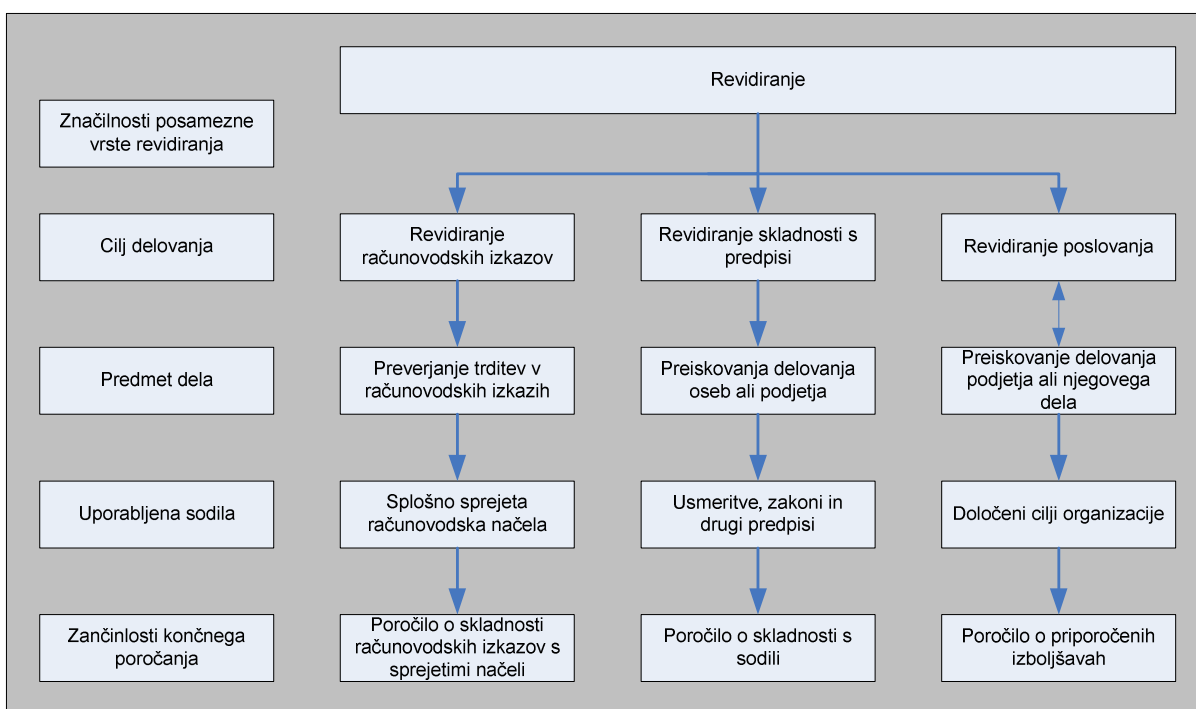 Revidiranje
Značilnosti posamezne
vrste revidiranja
Cilj delovanja
Revidiranje
računovodskih izkazov
Revidiranje skladnosti s
predpisi
Revidiranje poslovanja
Predmet dela
Preverjanje trditev v
računovodskih izkazih
Preiskovanja delovanja
oseb ali podjetja
Preiskovanje delovanja
podjetja ali njegovega
dela
Uporabljena sodila
Splošno sprejeta
računovodska načela
Usmeritve, zakoni in
drugi predpisi
Določeni cilji organizacije
Zančinlosti končnega
poročanja
Poročilo o skladnosti
računovodskih izkazov s
sprejetimi načeli
Poročilo o skladnosti s
sodili
Poročilo o priporočenih
izboljšavah